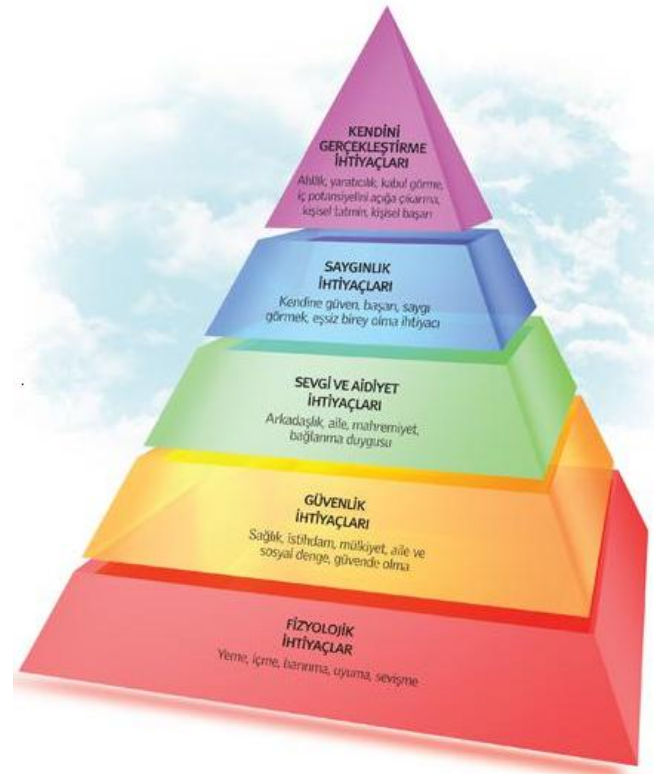 KENDİNİ
GERÇEKLEŞTİRME
İHTİYAÇLARI
Ahlâk, yaratıcılık, kabul görme,
iç potansiyelini açığa çıkarma,
kişisel tatmin, kişisel başarı
SAYGINLIK
İHTİYAÇLARI
Kendine güven, başarı, saygı
görmek, eşsiz birey olma ihtiyacı
SEVGİ VE AİDİYET
İHTİYAÇLARI
Arkadaşlık, aile, mahremiyet,
bağlanma duygusu
GÜVENLİK
İHTİYAÇLARI
Sağlık, istihdam, mülkiyet, aile ve
sosyal denge, güvende olma
FİZYOLOJİK
İHTİYAÇLAR
Yeme, içme, barınma, uyuma, sevişme